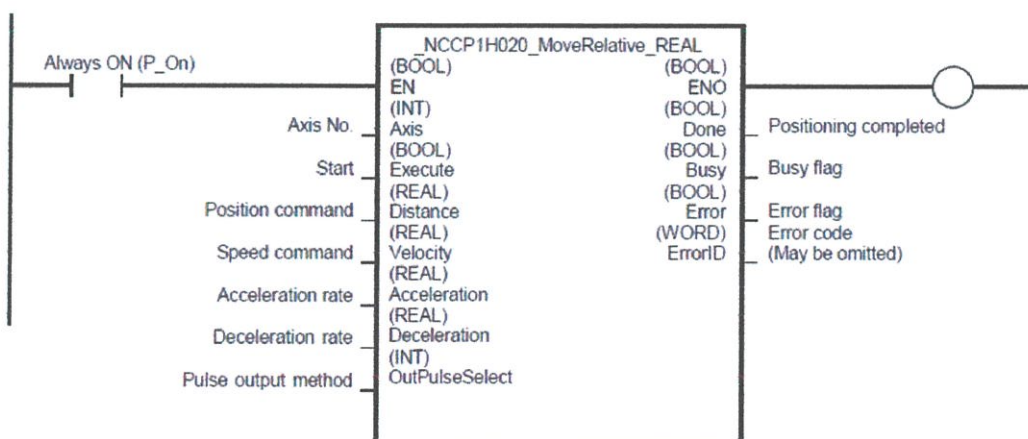 _NCCP1H020_MoveRelative_REAL
Always ON (P_On)
(BOOL) (BOOL)
EN ENO
(INT) (BOOL)
Axis No. Axis Done Positioning completed
(BOOL) (BOOL)
Start Execute Busy Busy flag
(REAL) (BOOL)
Position command Distance Error Error flag
(REAL) (WORD) Error code
Speed command Velocity ErrorID (May be omitted)
(REAL)
Acceleration rate Acceleration
(REAL)
Deceleration rate Deceleration
(INT)
Pulse output method OutPulseSelect